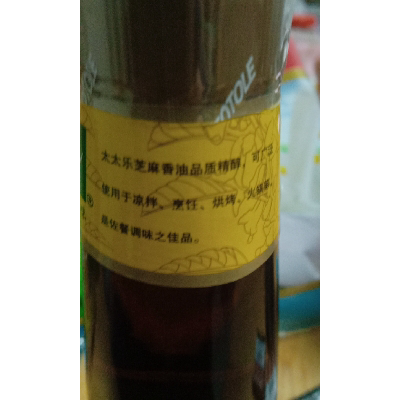 OTOLE
太太乐芝麻香油品质精醇，可广泛
使用于凉拌、烹饪、烘烤、火锅等，
是佐餐调味之佳品。
®